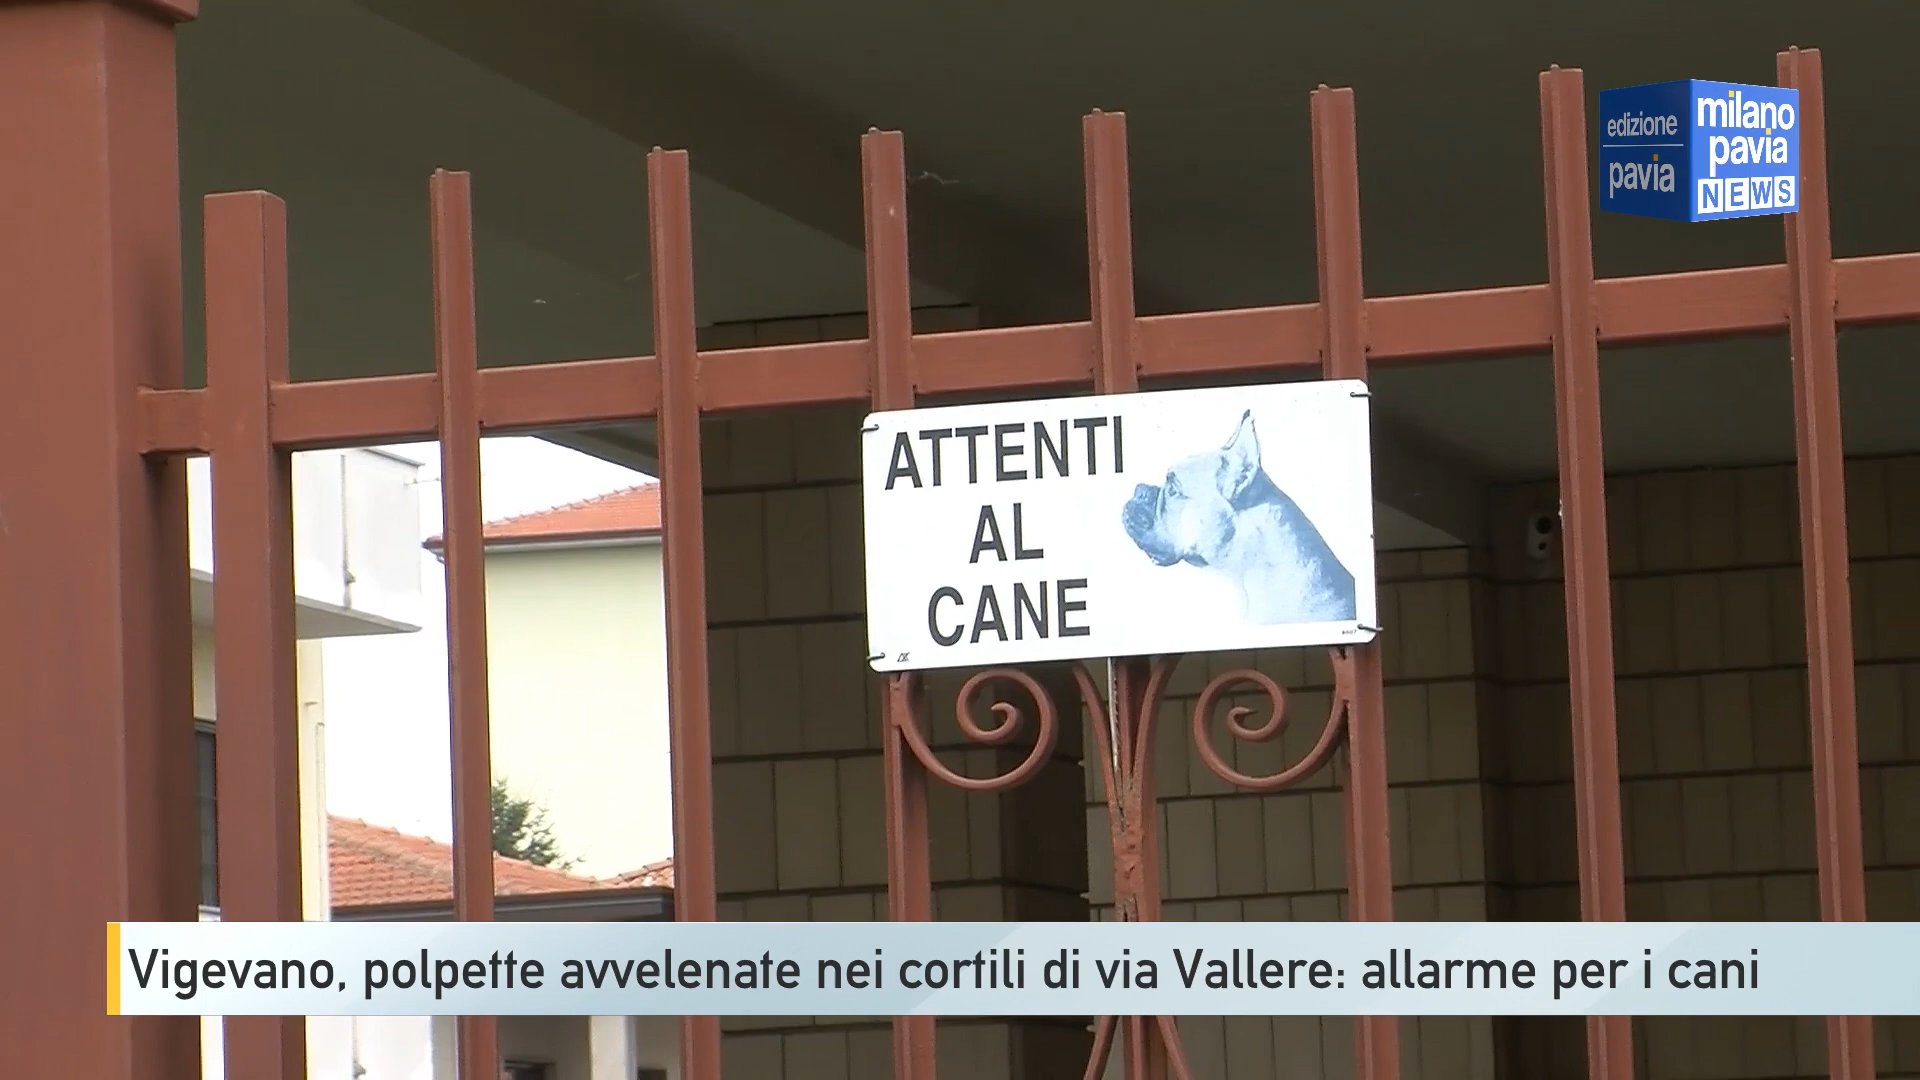 edizione
pavia
milano
pavia
NEWS
ATTENTI
AL
CANE
Vigevano, polpette avvelenate nei cortili di via Vallere: allarme per i cani